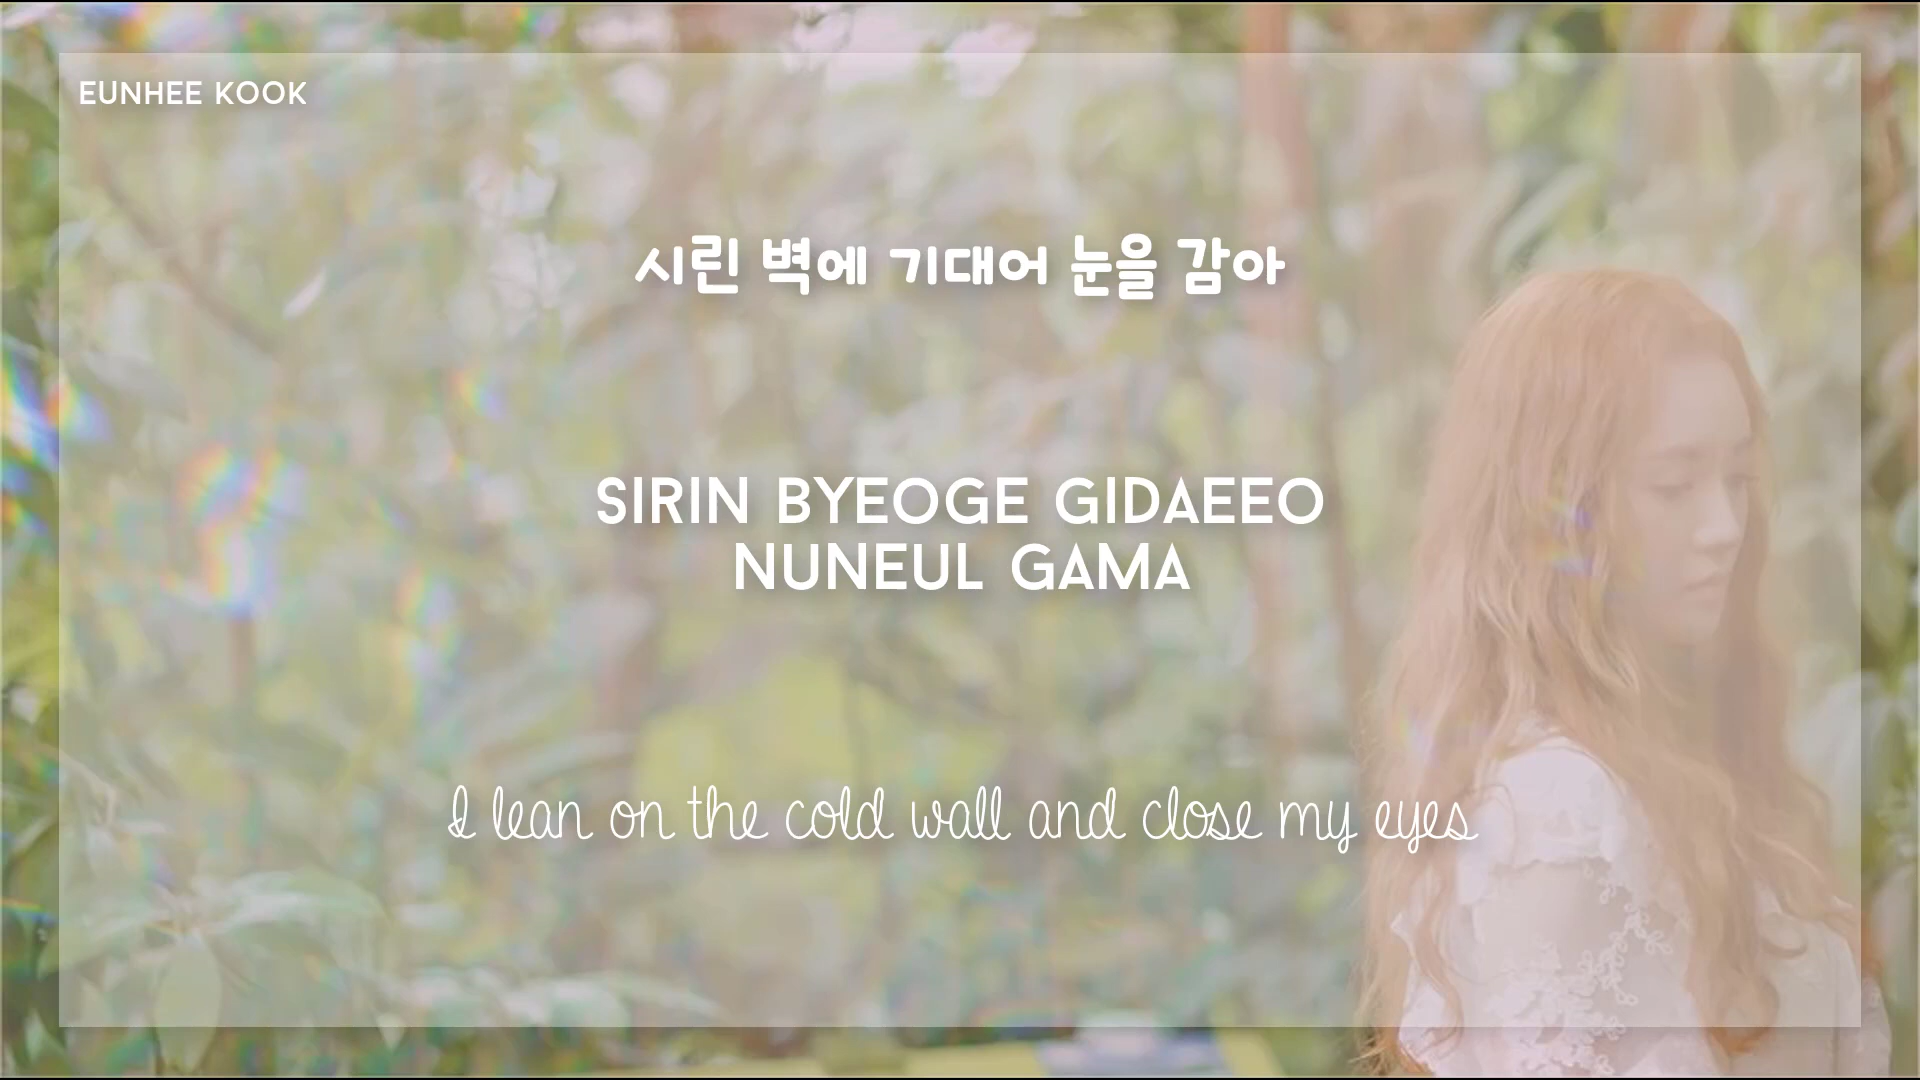 EUNHEE KOOK
시린 벽에 기대어 눈을 감아
SIRIN BYEOGE GIDAEEO
NUNEUL GAMA
I lean on the cold wall and close my eyes